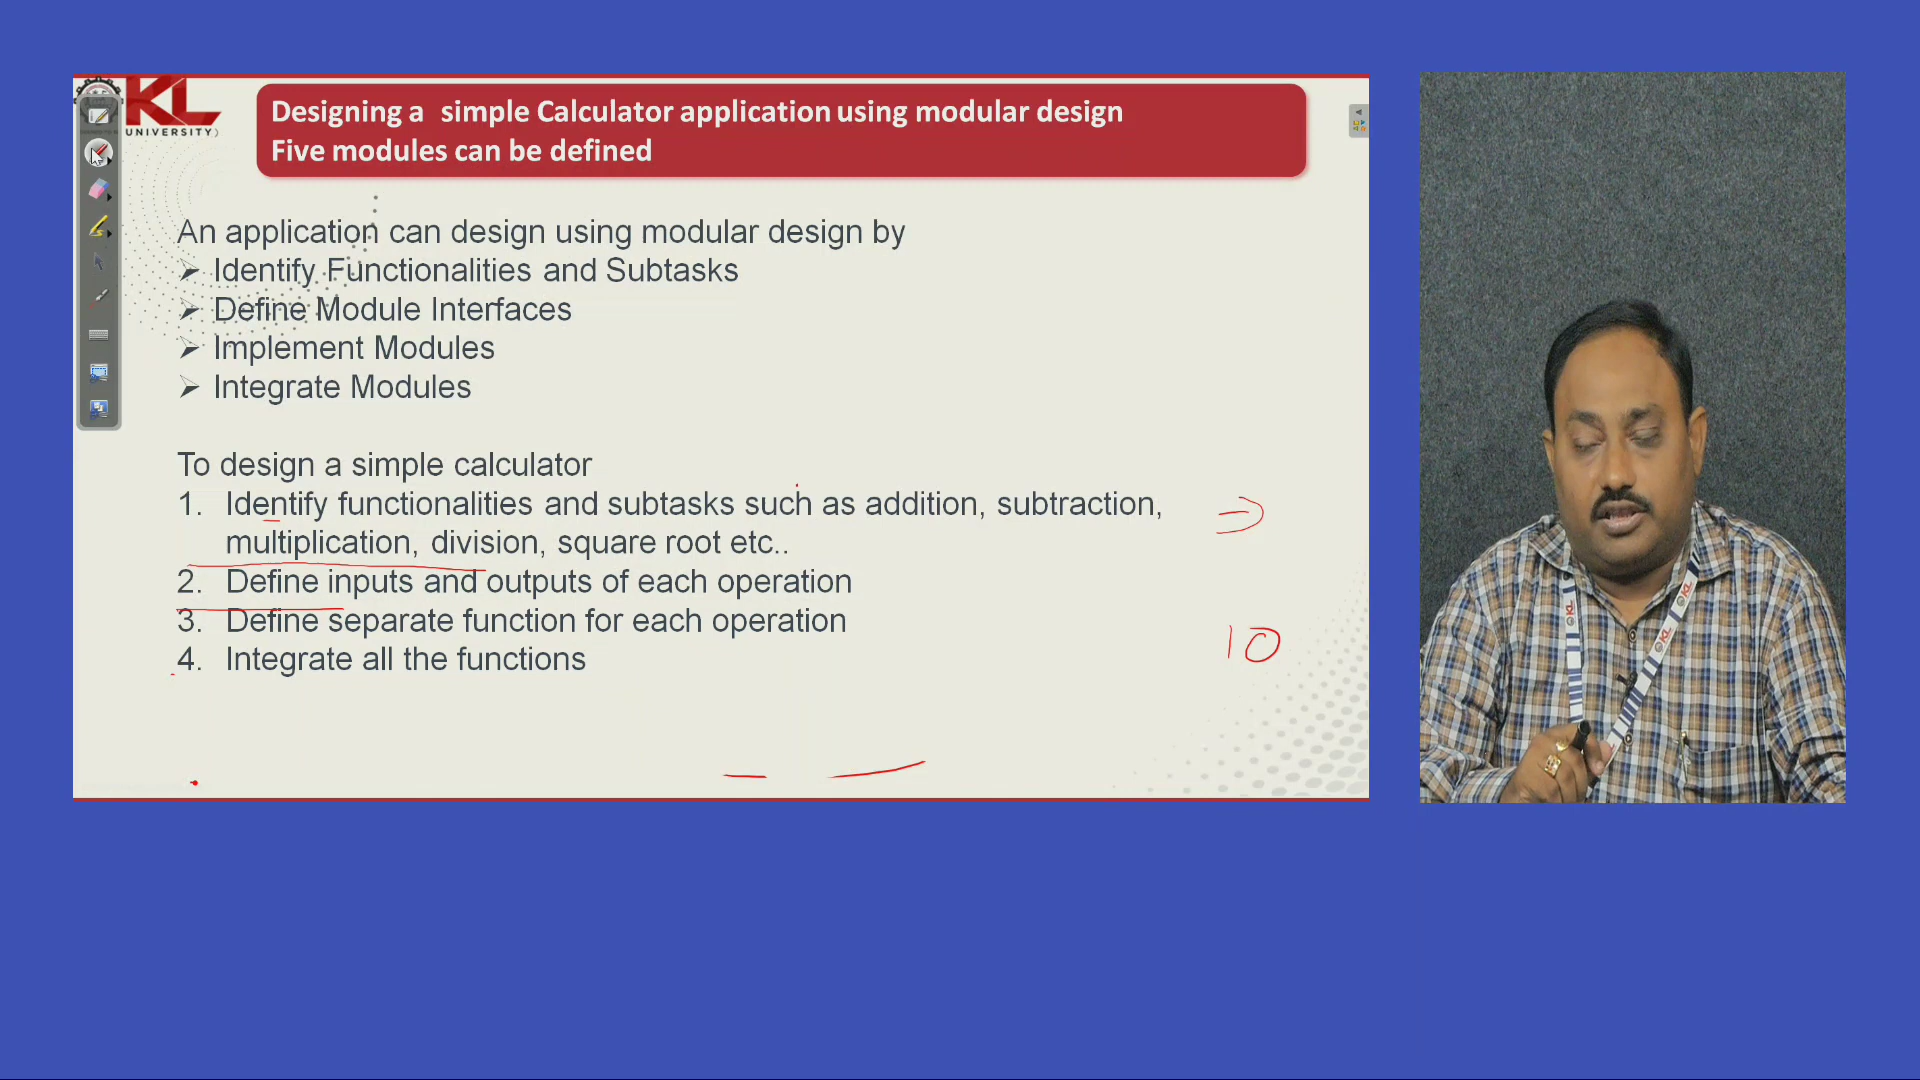 KL
UNIVERSITY)
Designing a simple Calculator application using modular design
Five modules can be defined
An application can design using modular design by
➢ Identify Functionalities and Subtasks
➢ Define Module Interfaces
➢ Implement Modules
➢ Integrate Modules
To design a simple calculator
1. Identify functionalities and subtasks such as addition, subtraction,
multiplication, division, square root etc..
2. Define inputs and outputs of each operation
3. Define separate function for each operation
4. Integrate all the functions
10
KL
KL